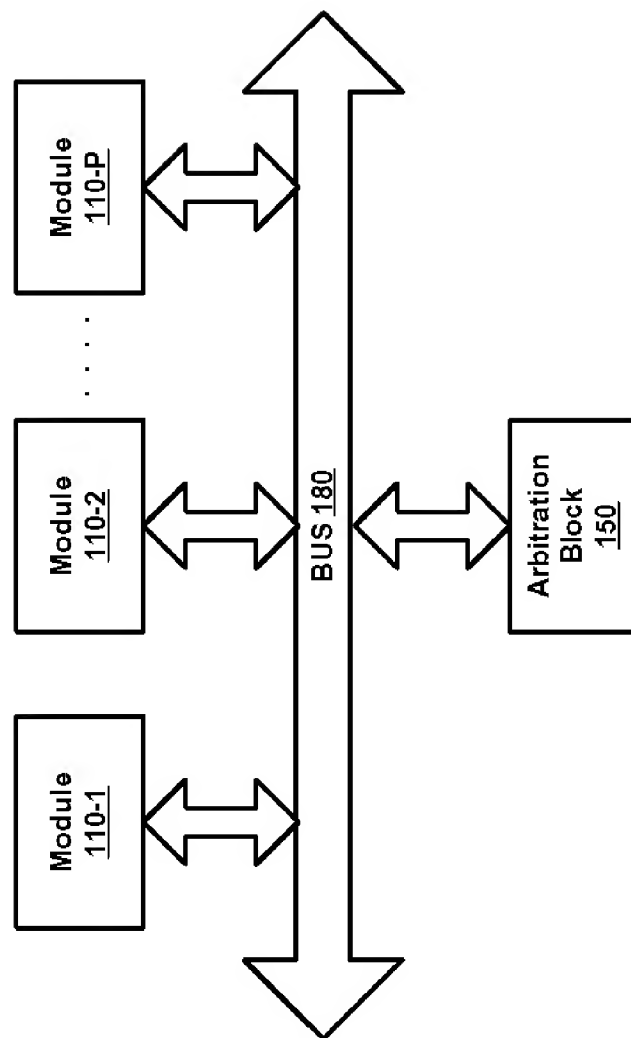 Module
110-1
Module
110-2
. . . .
Module
110-P
BUS 180
Arbitration
Block
150